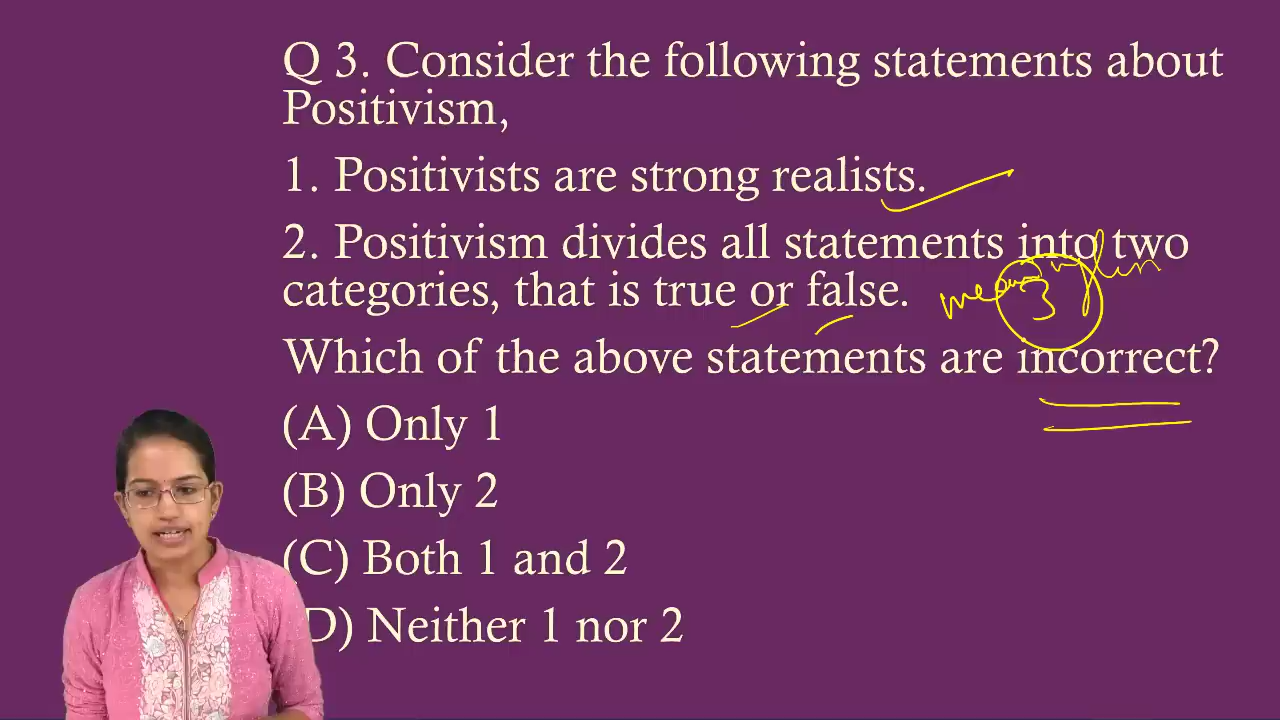 Q 3. Consider the following statements about
Positivism,
1. Positivists are strong realists.
2. Positivism divides all statements into two
categories, that is true or false.
meaningless
3
Which of the above statements are incorrect?
(A) Only 1
(B) Only 2
(C) Both 1 and 2
D) Neither 1 nor 2